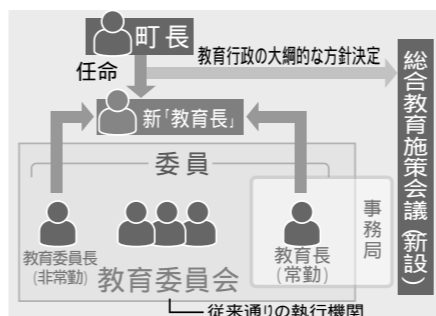 町長
任命
教育行政の大綱的な方針決定
総合教育施策会議（新設）
新「教育長」
委員
事務局
教育委員長
(非常勤)
教育長
(常勤)
教育委員会
従来通りの執行機関